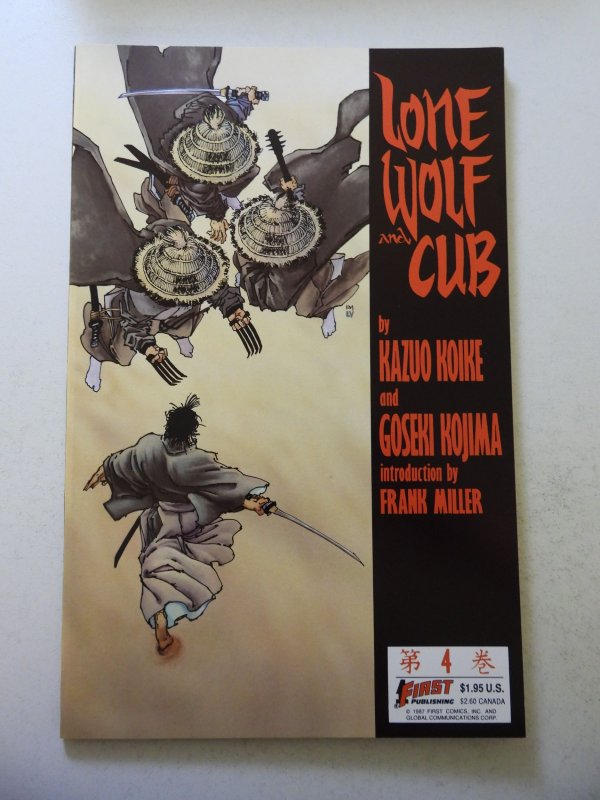 LONE
WOLF
and CUB
by
KAZUO KOIKE
and
GOSEKI KOJIMA
introduction by
FRANK MILLER
第 4 巻
FIRST
PUBLISHING
$1.95 U.S.
$2.60 CANADA
© 1987 FIRST COMICS, INC. AND
GLOBAL COMMUNICATIONS CORP.